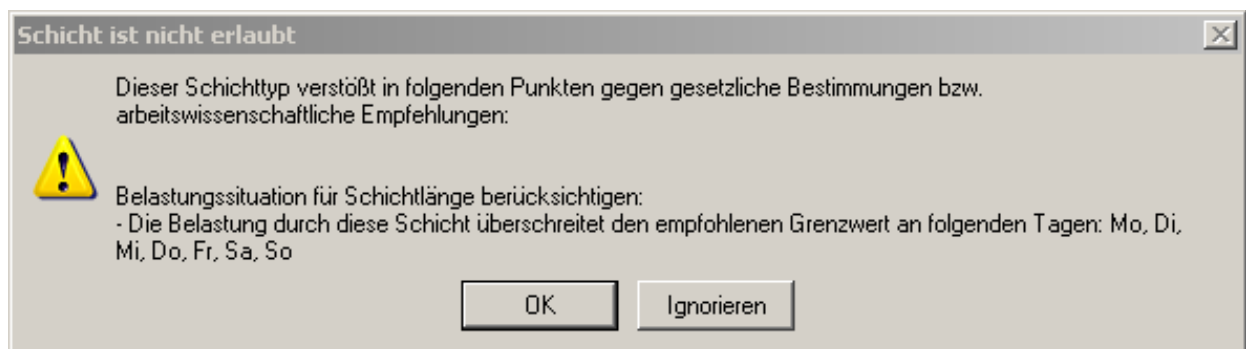 Schicht ist nicht erlaubt
Dieser Schichttyp verstößt in folgenden Punkten gegen gesetzliche Bestimmungen bzw.
arbeitswissenschaftliche Empfehlungen:
Belastungssituation für Schichtlänge berücksichtigen:
- Die Belastung durch diese Schicht überschreitet den empfohlenen Grenzwert an folgenden Tagen: Mo, Di,
Mi, Do, Fr, Sa, So
OK Ignorieren